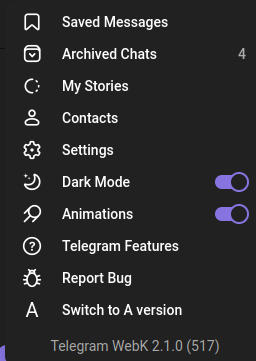 Saved Messages
Archived Chats 4
My Stories
Contacts
Settings
Dark Mode
Animations
Telegram Features
Report Bug
A Switch to A version
Telegram WebK 2.1.0 (517)